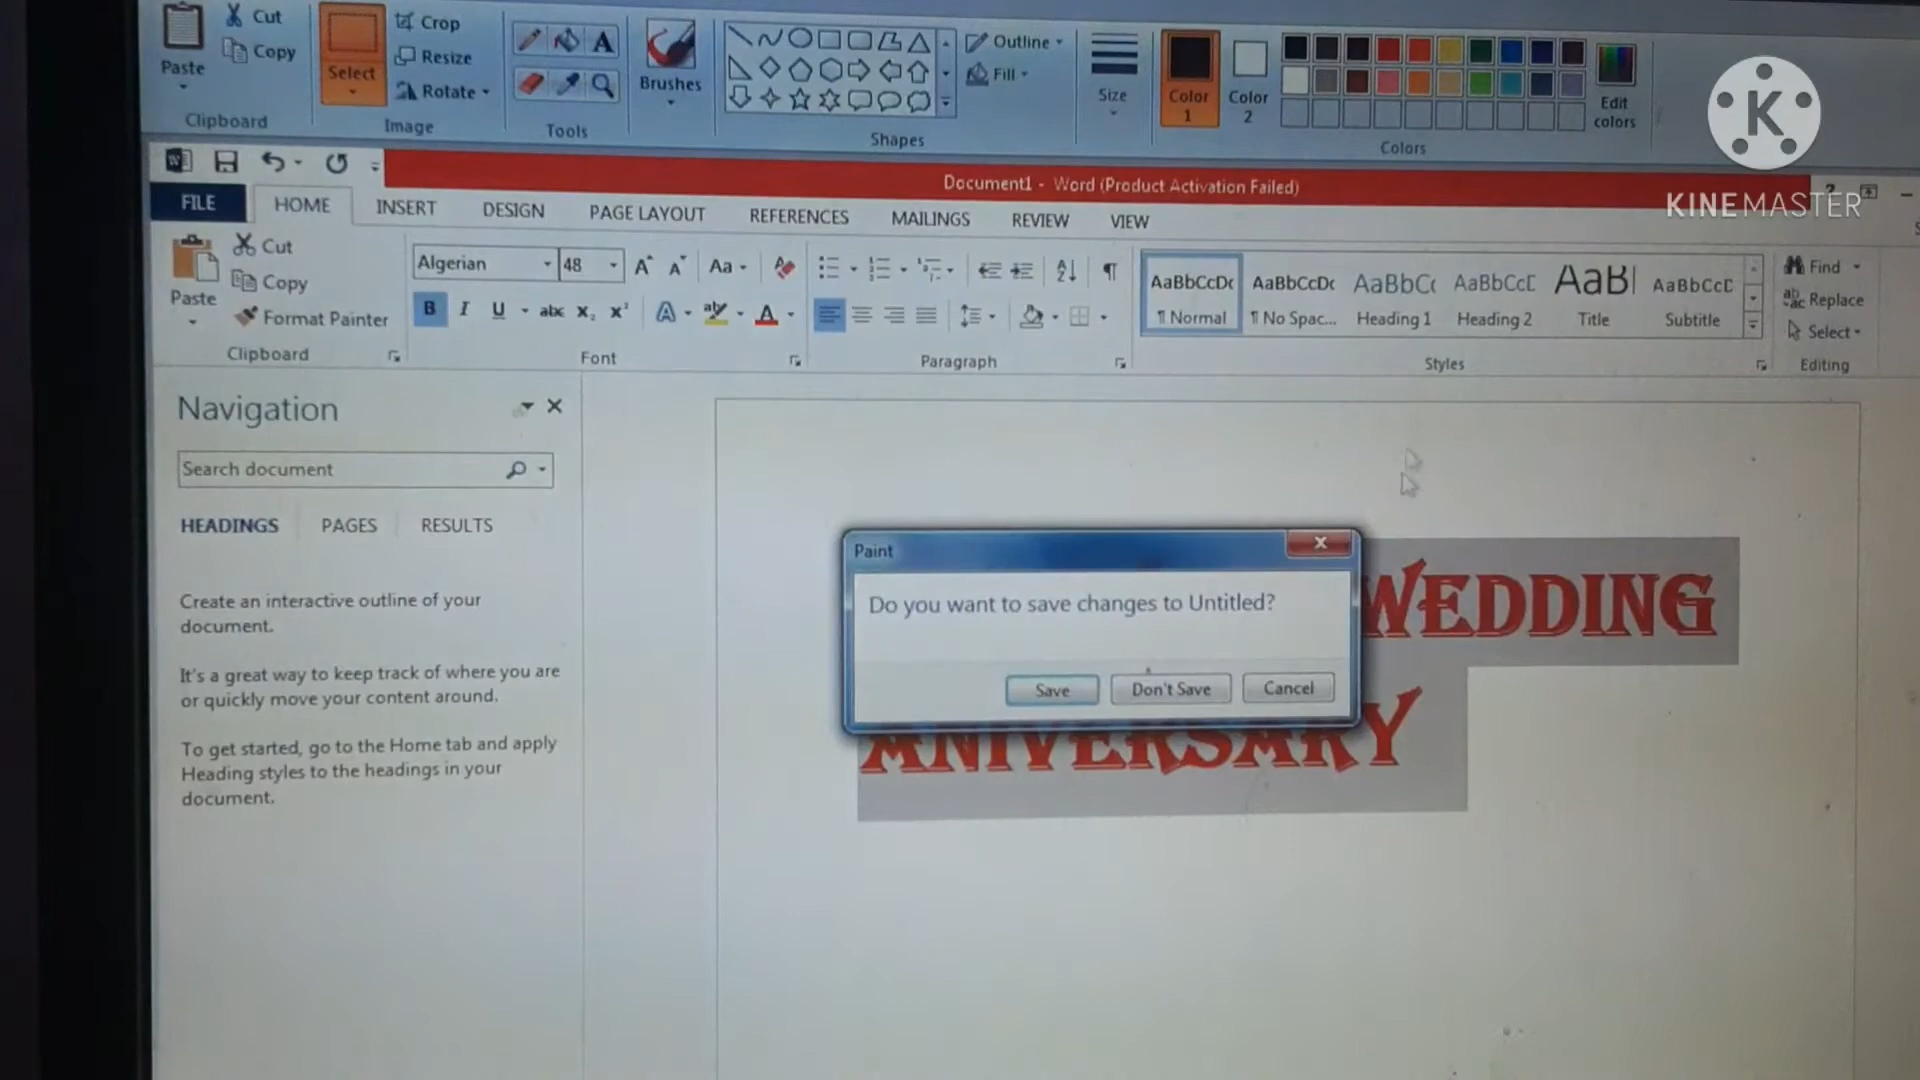 Paste
Cut
Copy
Clipboard
Select
Crop
Resize
Rotate
Image
Tools
Brushes
Shapes
Outline
Fill
Size
Color
1
Color
2
Edit
colors
Colors
K
KINEMASTER
Document1 - Word (Product Activation Failed)
FILE
HOME
INSERT
DESIGN
PAGE LAYOUT
REFERENCES
MAILINGS
REVIEW
VIEW
Paste
Cut
Copy
Format Painter
Clipboard
Algerian
48
Aa
B I U abc X₂ X²
Font
Paragraph
AaBbCcDc
¶ Normal
AaBbCcDc
¶ No Spac...
AaBbCc
Heading 1
AaBbCcD
Heading 2
AaB
Title
AaBbCcD
Subtitle
Styles
Find
Replace
Select
Editing
Navigation
Search document
HEADINGS
PAGES
RESULTS
Create an interactive outline of your
document.
It's a great way to keep track of where you are
or quickly move your content around.
To get started, go to the Home tab and apply
Heading styles to the headings in your
document.
Paint
Do you want to save changes to Untitled?
Save
Don't Save
Cancel
WEDDING
ANIVERSARY